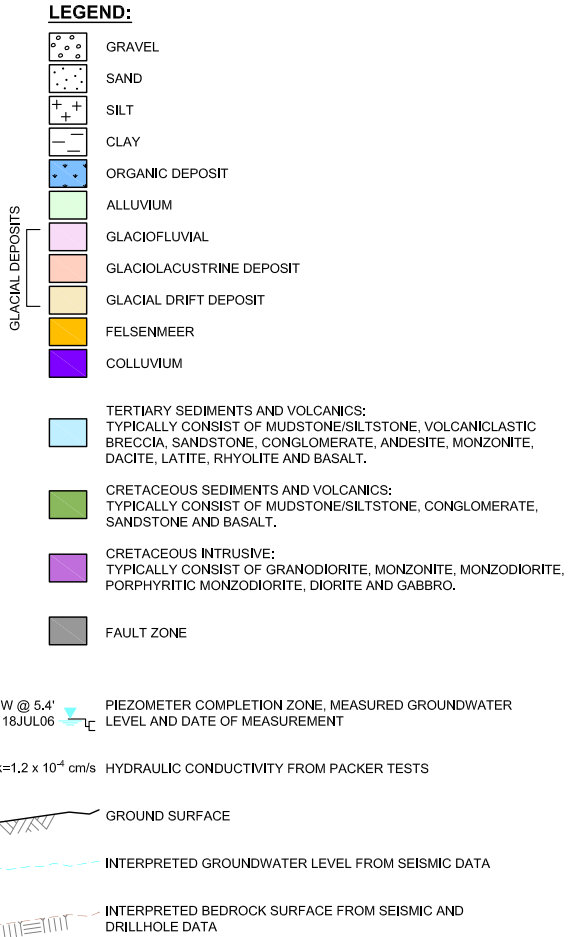 LEGEND:
GRAVEL
SAND
SILT
CLAY
ORGANIC DEPOSIT
ALLUVIUM
GLACIAL DEPOSITS
GLACIOFLUVIAL
GLACIOLACUSTRINE DEPOSIT
GLACIAL DRIFT DEPOSIT
FELSENMEER
COLLUVIUM
TERTIARY SEDIMENTS AND VOLCANICS:
TYPICALLY CONSIST OF MUDSTONE/SILTSTONE, VOLCANICLASTIC
BRECCIA, SANDSTONE, CONGLOMERATE, ANDESITE, MONZONITE,
DACITE, LATITE, RHYOLITE AND BASALT.
CRETACEOUS SEDIMENTS AND VOLCANICS:
TYPICALLY CONSIST OF MUDSTONE/SILTSTONE, CONGLOMERATE,
SANDSTONE AND BASALT.
CRETACEOUS INTRUSIVE:
TYPICALLY CONSIST OF GRANODIORITE, MONZONITE, MONZODIORITE,
PORPHYRITIC MONZODIORITE, DIORITE AND GABBRO.
FAULT ZONE
W @ 5.4'
18JUL06
PIEZOMETER COMPLETION ZONE, MEASURED GROUNDWATER
LEVEL AND DATE OF MEASUREMENT
k=1.2 x 10⁻⁴ cm/s HYDRAULIC CONDUCTIVITY FROM PACKER TESTS
GROUND SURFACE
INTERPRETED GROUNDWATER LEVEL FROM SEISMIC DATA
INTERPRETED BEDROCK SURFACE FROM SEISMIC AND
DRILLHOLE DATA